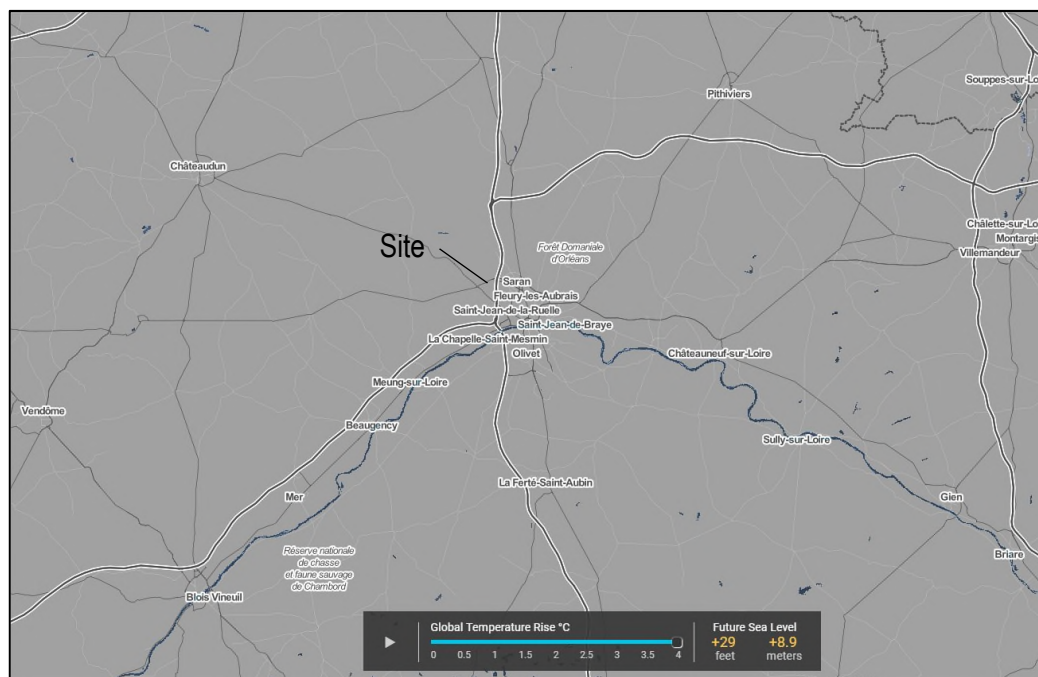 Souppes-sur-Lo
Pithiviers
Châteaudun
Châlette-sur-Lo
Montargis
Villemandeur
Site
Forêt Domaniale
d'Orléans
Saran
Fleury-les-Aubrais
Saint-Jean-de-la-Ruelle
Saint-Jean-de-Braye
La Chapelle-Saint-Mesmin
Olivet
Châteauneuf-sur-Loire
Meung-sur-Loire
Vendôme
Beaugency
Sully-sur-Loire
La Ferté-Saint-Aubin
Mer
Gien
Réserve nationale
de chasse
et faune sauvage
de Chambord
Briare
Blois Vineuil
Global Temperature Rise °C
0 0.5 1 1.5 2 2.5 3 3.5 4
Future Sea Level
+29 +8.9
feet meters